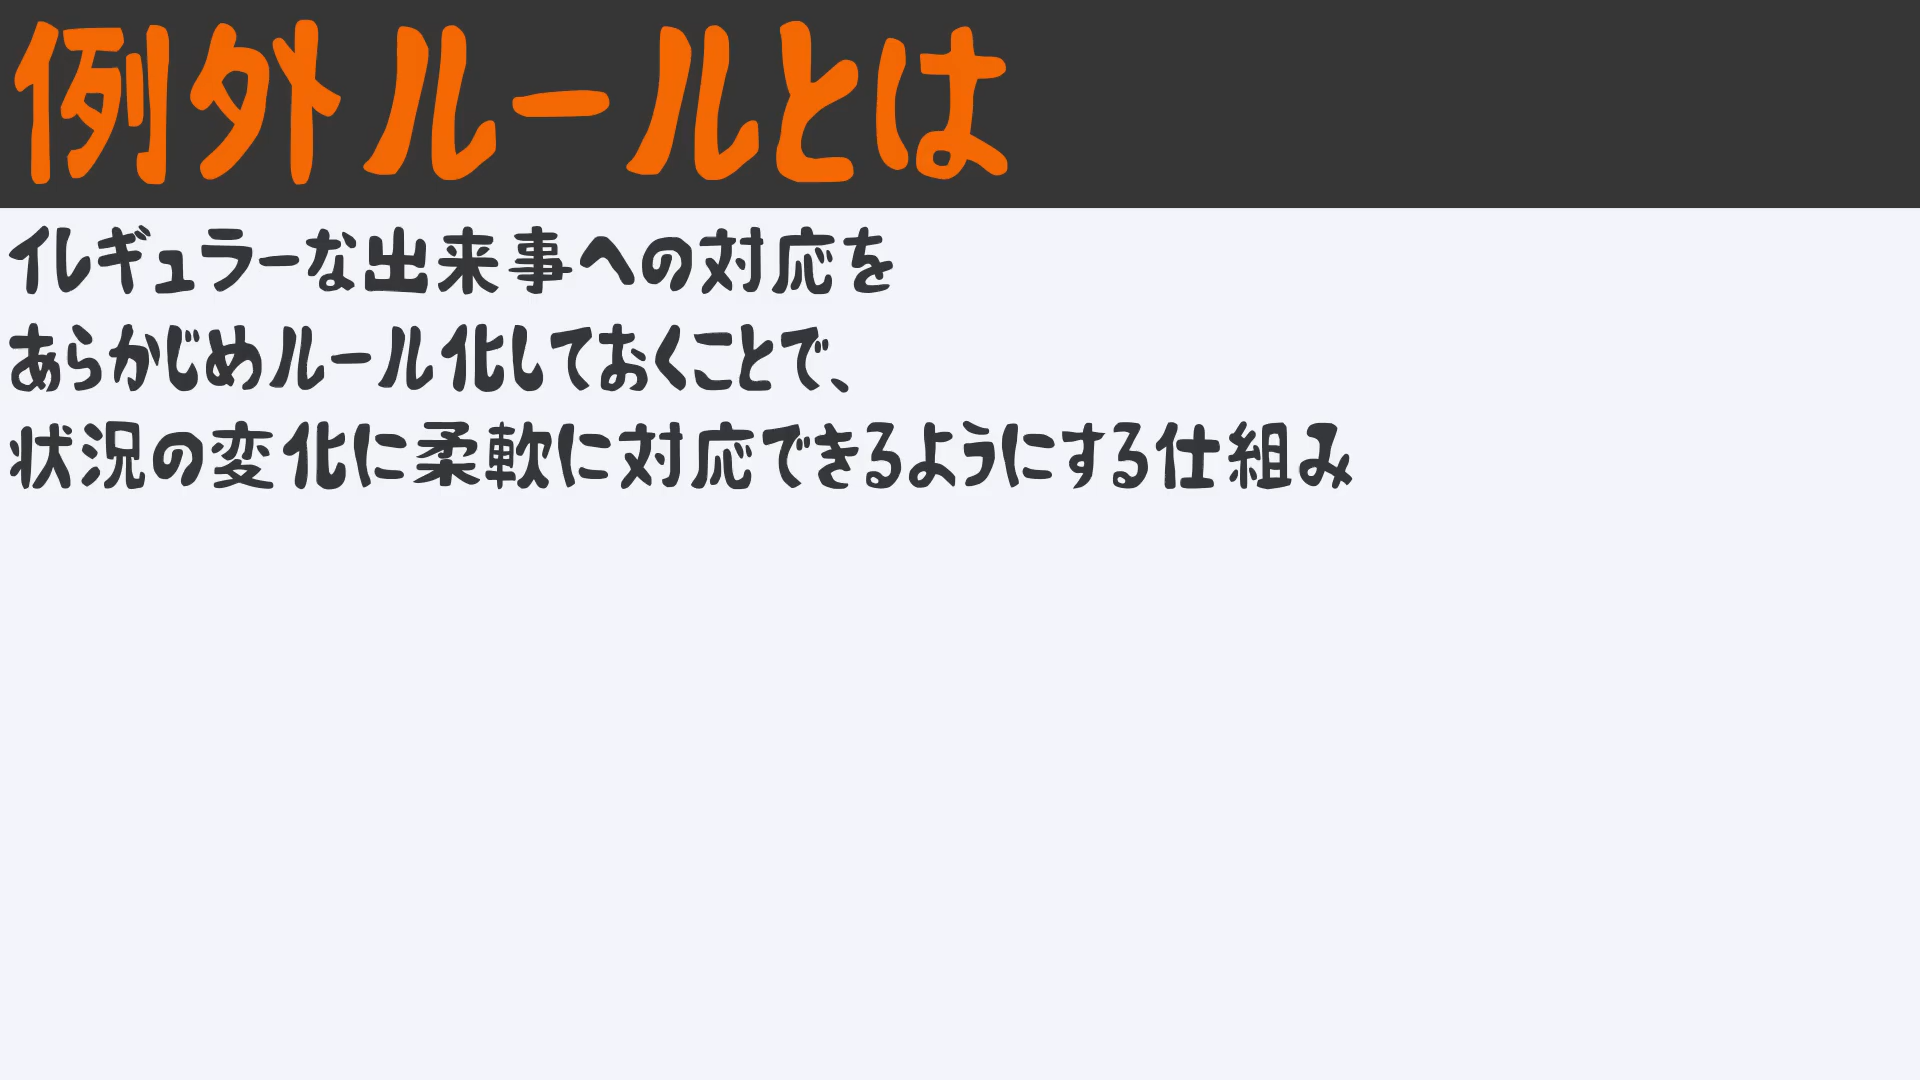 例外ルールとは
イレギュラーな出来事への対応を
あらかじめルール化しておくことで、
状況の変化に柔軟に対応できるようにする仕組み